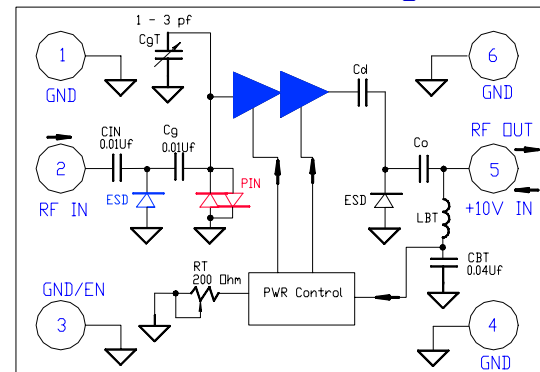 1 - 3 pf
CgT
1
GND
6
GND
Cd
CIN
0.01Uf
Cg
0.01Uf
RF OUT
Co
2
RF IN
ESD
PIN
ESD
5
+10V IN
LBT
CBT
0.04Uf
GND/EN
3
RT
200 Ohm
PWR Control
4
GND